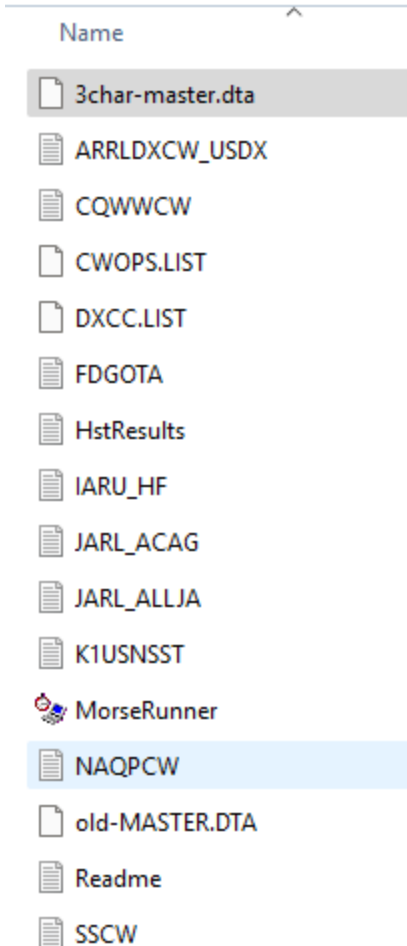 Name
3char-master.dta
ARRLDXCW_USDX
CQWWCW
CWOPS.LIST
DXCC.LIST
FDGOTA
HstResults
IARU_HF
JARL_ACAG
JARL_ALLJA
K1USNSST
MorseRunner
NAQPCW
old-MASTER.DTA
Readme
SSCW